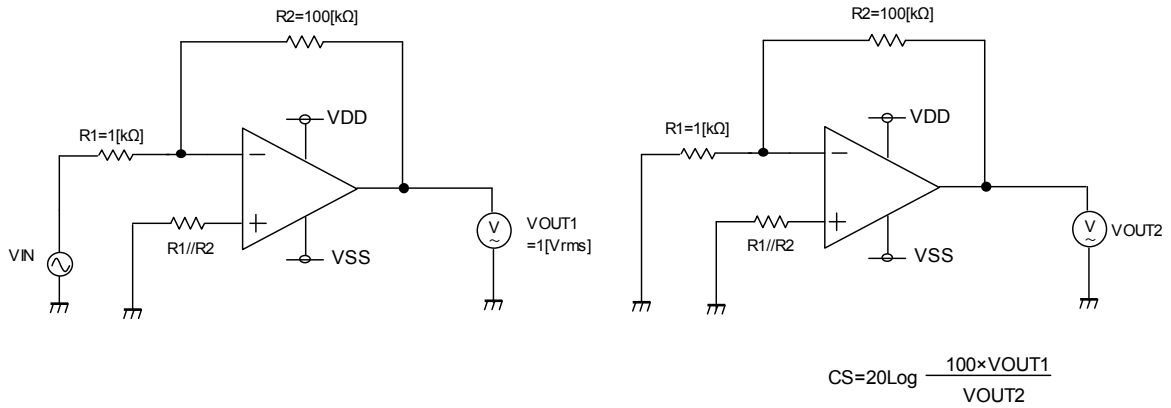 R2=100[kΩ]
VDD
R1=1[kΩ]
R1//R2
VIN
VSS
V
VOUT1
=1[Vrms]
R2=100[kΩ]
VDD
R1=1[kΩ]
R1//R2
VSS
V
VOUT2
CS=20Log 100×VOUT1
VOUT2